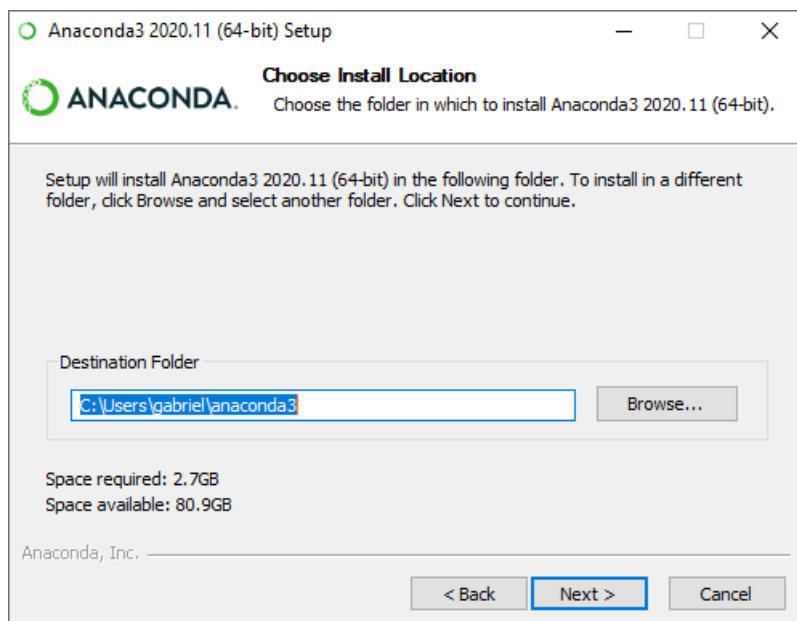 Anaconda3 2020.11 (64-bit) Setup
ANACONDA.
Choose Install Location
Choose the folder in which to install Anaconda3 2020.11 (64-bit).
Setup will install Anaconda3 2020.11 (64-bit) in the following folder. To install in a different
folder, click Browse and select another folder. Click Next to continue.
Destination Folder
C:\Users\gabriel\anaconda3
Browse...
Space required: 2.7GB
Space available: 80.9GB
Anaconda, Inc.
< Back
Next >
Cancel